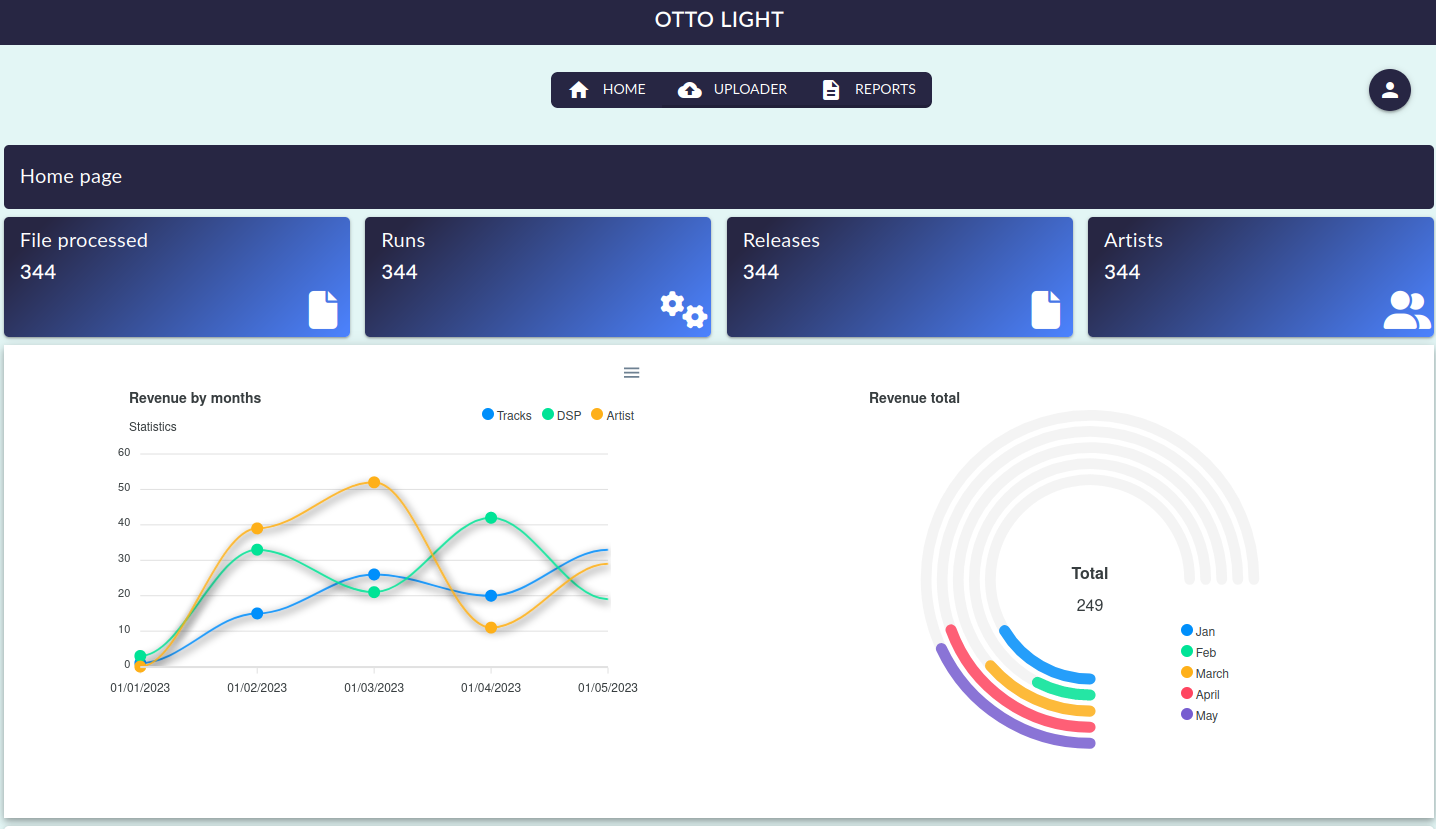 OTTO LIGHT
HOME UPLOADER REPORTS
Home page
File processed
344
Runs
344
Releases
344
Artists
344
Revenue by months
Statistics
Tracks DSP Artist
60
50
40
30
20
10
0
01/01/2023 01/02/2023 01/03/2023 01/04/2023 01/05/2023
Revenue total
Total
249
Jan
Feb
March
April
May